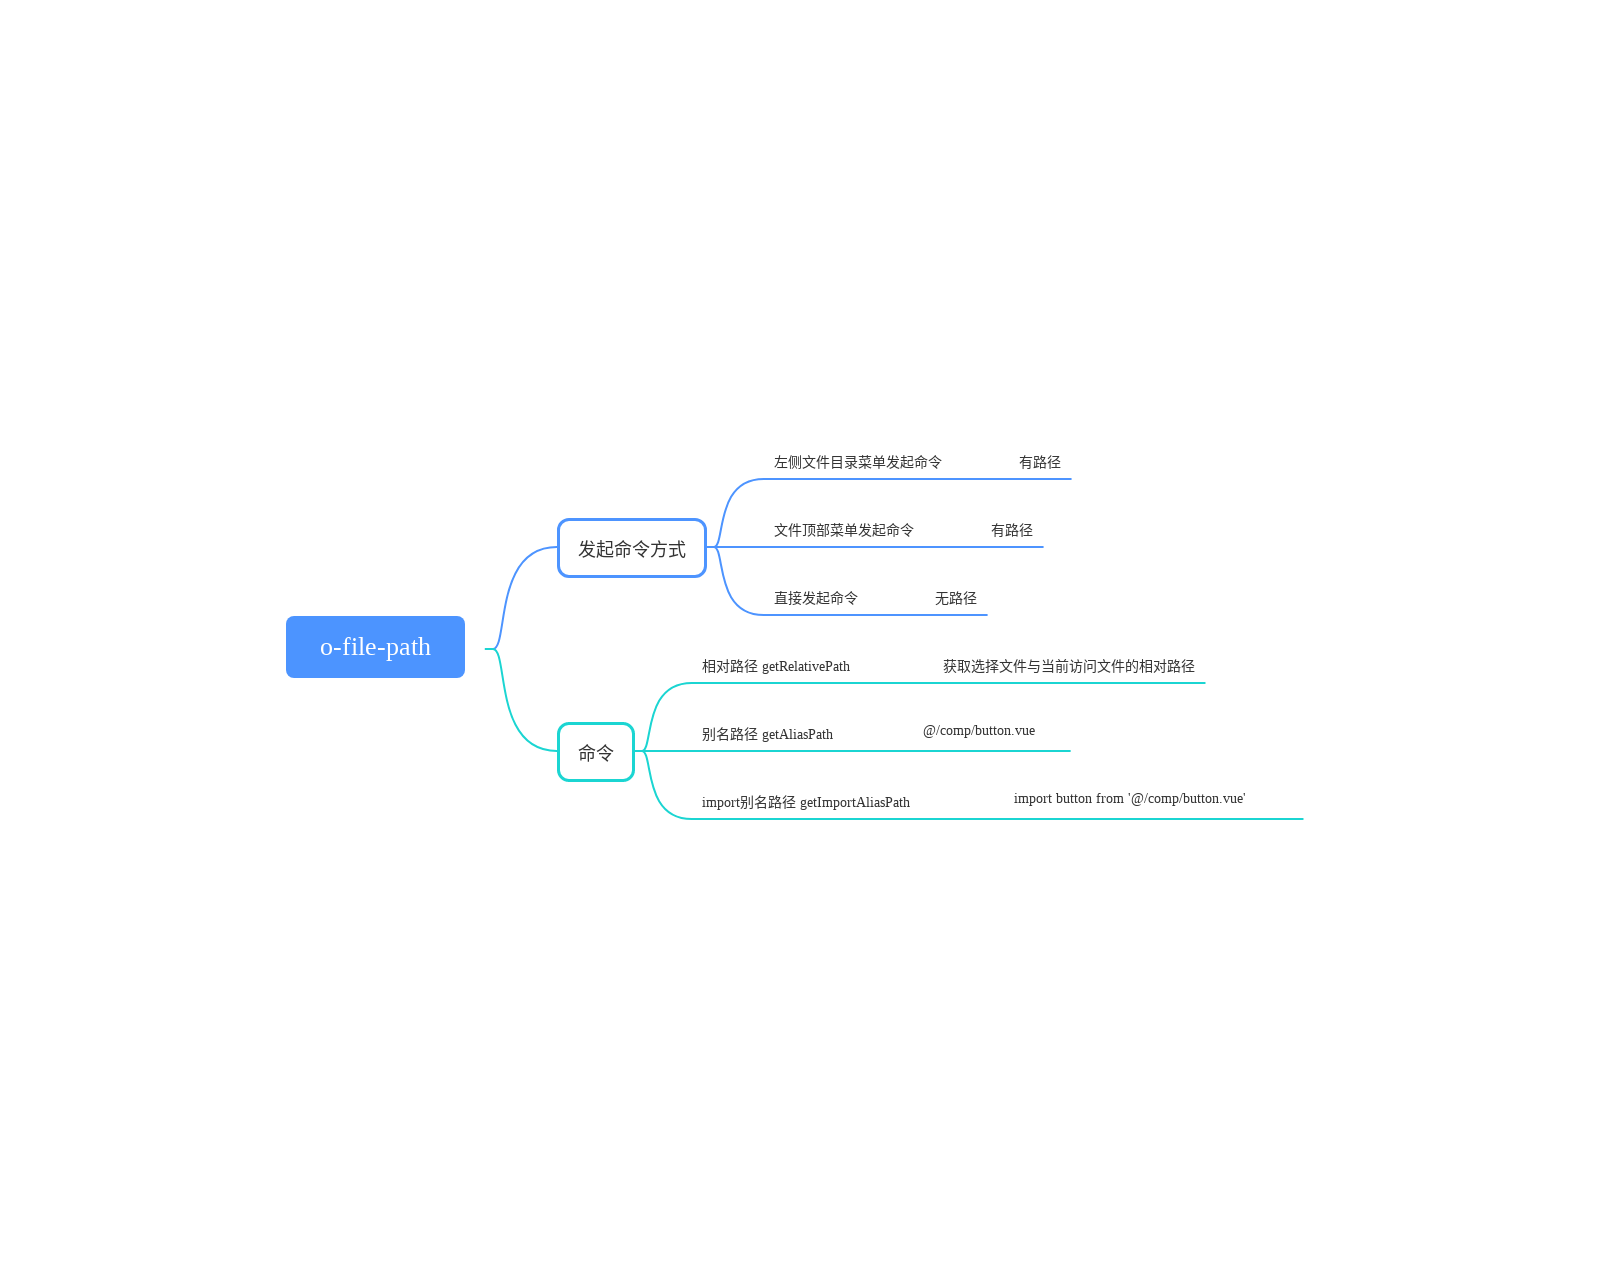 o-file-path
发起命令方式
左侧文件目录菜单发起命令 有路径
文件顶部菜单发起命令 有路径
直接发起命令 无路径
命令
相对路径 getRelativePath 获取选择文件与当前访问文件的相对路径
别名路径 getAliasPath @/comp/button.vue
import别名路径 getImportAliasPath import button from '@/comp/button.vue'